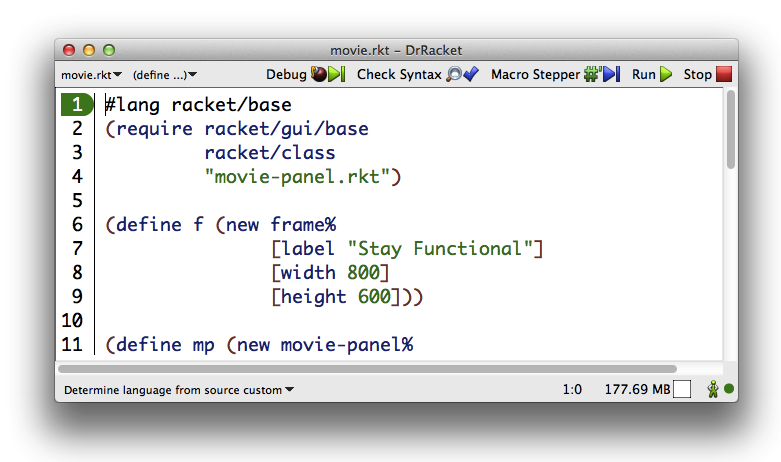 movie.rkt - DrRacket
movie.rkt▼ (define ...)▼ Debug Check Syntax Macro Stepper #' Run Stop
1 #lang racket/base
2 (require racket/gui/base
3 racket/class
4 "movie-panel.rkt")
5
6 (define f (new frame%
7 [label "Stay Functional"]
8 [width 800]
9 [height 600]))
10
11 (define mp (new movie-panel%
Determine language from source custom▼ 1:0 177.69 MB